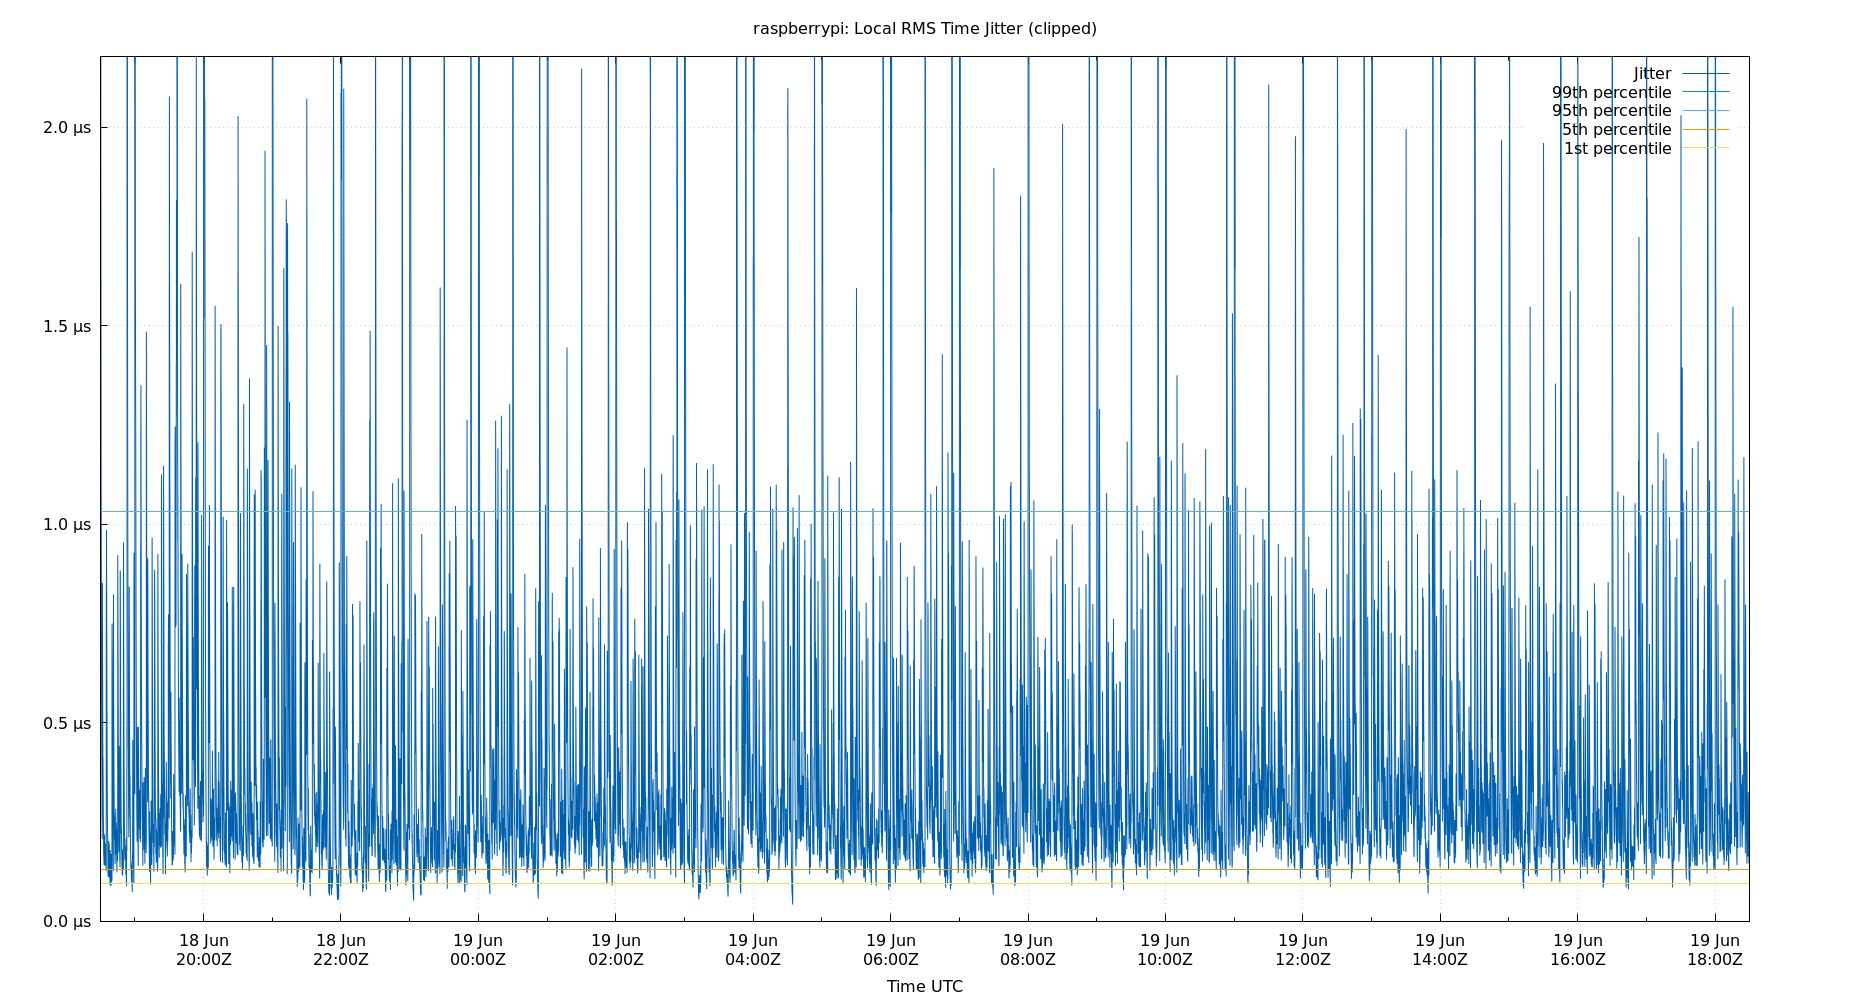 raspberrypi: Local RMS Time Jitter (clipped)
Jitter
99th percentile
95th percentile
5th percentile
1st percentile
2.0 µs
1.5 µs
1.0 µs
0.5 µs
0.0 µs
18 Jun 18 Jun 19 Jun 19 Jun 19 Jun 19 Jun 19 Jun 19 Jun 19 Jun 19 Jun 19 Jun 19 Jun
20:00Z 22:00Z 00:00Z 02:00Z 04:00Z 06:00Z 08:00Z 10:00Z 12:00Z 14:00Z 16:00Z 18:00Z
Time UTC